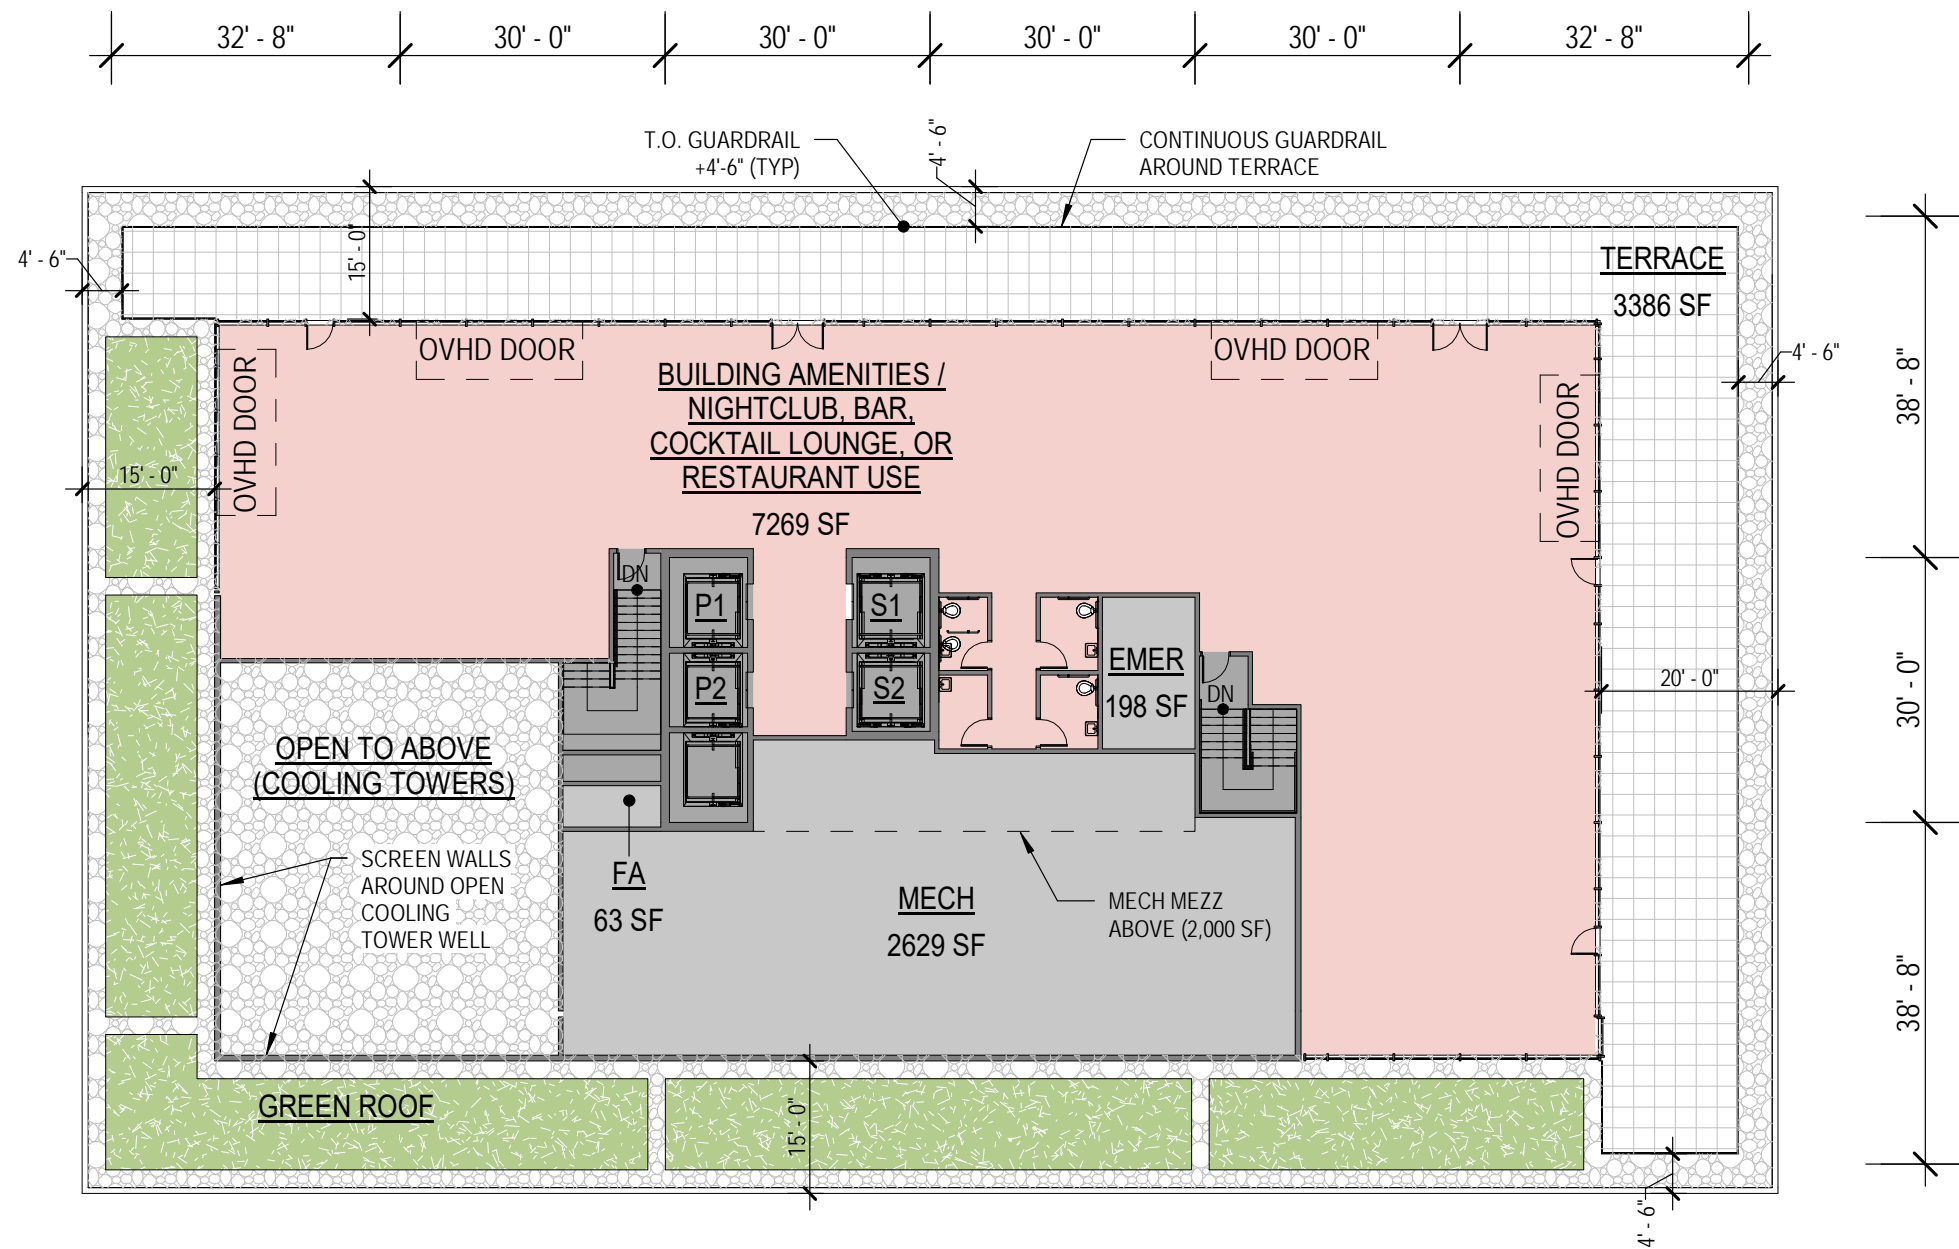 32' - 8"
30' - 0"
30' - 0"
30' - 0"
30' - 0"
32' - 8"
T.O. GUARDRAIL
+4'-6" (TYP)
4' - 6"
CONTINUOUS GUARDRAIL
AROUND TERRACE
4' - 6"
15' - 0"
TERRACE
3386 SF
OVHD DOOR
OVHD DOOR
OVHD DOOR
OVHD DOOR
4' - 6"
38' - 8"
BUILDING AMENITIES /
NIGHTCLUB, BAR,
COCKTAIL LOUNGE, OR
RESTAURANT USE
7269 SF
15' - 0"
DN
P1
S1
P2
S2
EMER
198 SF
DN
20' - 0"
30' - 0"
OPEN TO ABOVE
(COOLING TOWERS)
SCREEN WALLS
AROUND OPEN
COOLING
TOWER WELL
FA
63 SF
MECH
2629 SF
MECH MEZZ
ABOVE (2,000 SF)
38' - 8"
GREEN ROOF
15' - 0"
4' - 6"